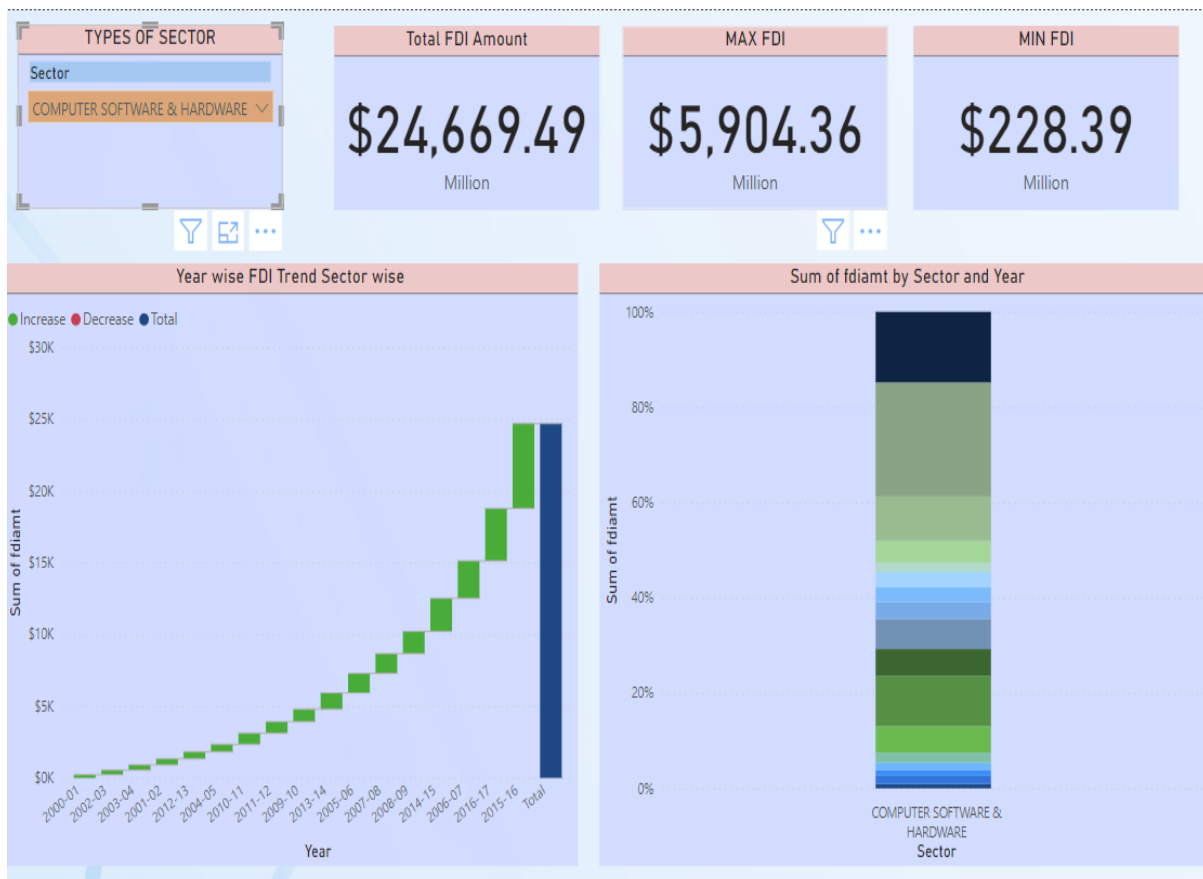 TYPES OF SECTOR
Sector
COMPUTER SOFTWARE & HARDWARE
Total FDI Amount
$24,669.49
Million
MAX FDI
$5,904.36
Million
MIN FDI
$228.39
Million
Year wise FDI Trend Sector wise
Increase Decrease Total
$30K
$25K
$20K
$15K
$10K
$5K
$0K
Sum of fdiamt
2000-01
2002-03
2003-04
2001-02
2012-13
2004-05
2010-11
2011-12
2009-10
2013-14
2005-06
2007-08
2008-09
2014-15
2006-07
2016-17
2015-16
Total
Year
Sum of fdiamt by Sector and Year
100%
80%
60%
40%
20%
0%
Sum of fdiamt
COMPUTER SOFTWARE &
HARDWARE
Sector